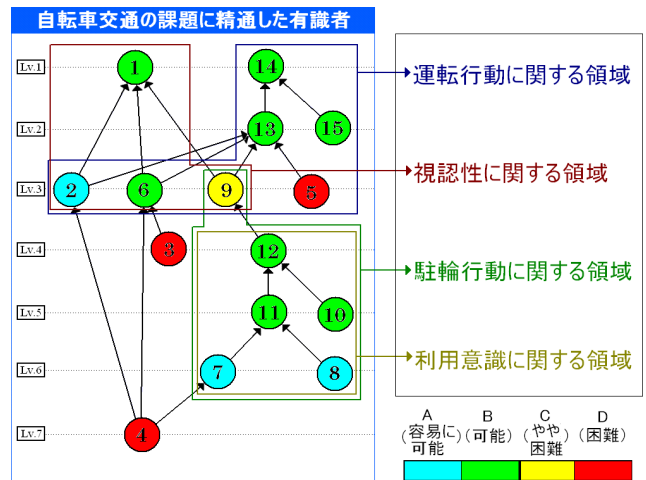 自転車交通の課題に精通した有識者
Lv.1
1
14
運転行動に関する領域
Lv.2
13
15
Lv.3
2
6
9
5
視認性に関する領域
Lv.4
3
12
駐輪行動に関する領域
Lv.5
11
10
利用意識に関する領域
Lv.6
7
8
Lv.7
4
A
(容易に
可能)
B
(可能)
C
(やや
困難)
D
(困難)